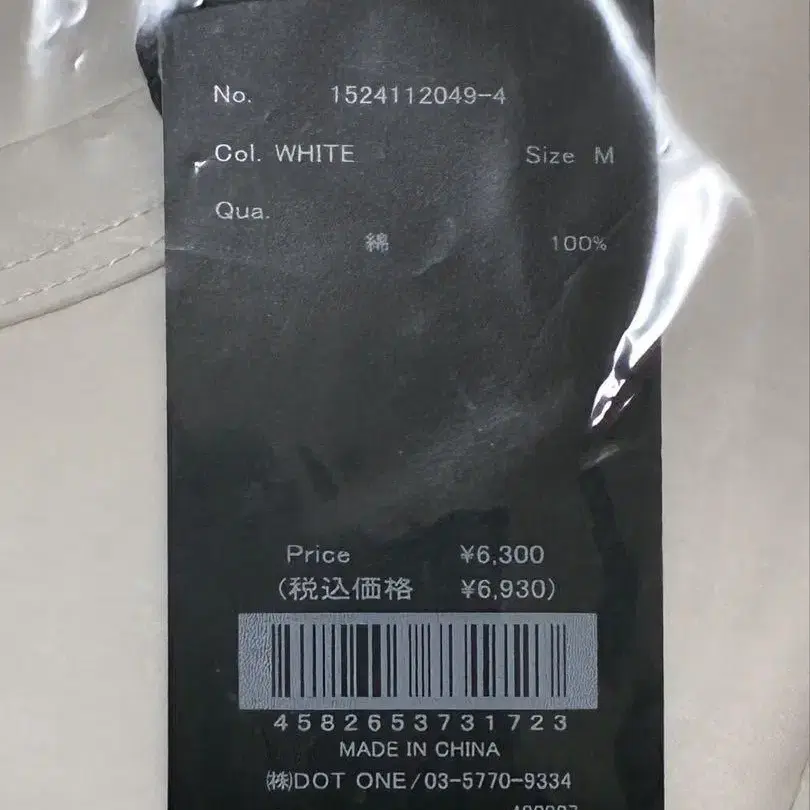 No. 1524112049-4
Col. WHITE Size M
Qua.
綿 100%
Price ¥6,300
(税込価格 ¥6,930)
4582653731723
MADE IN CHINA
㈱DOT ONE/03-5770-9334